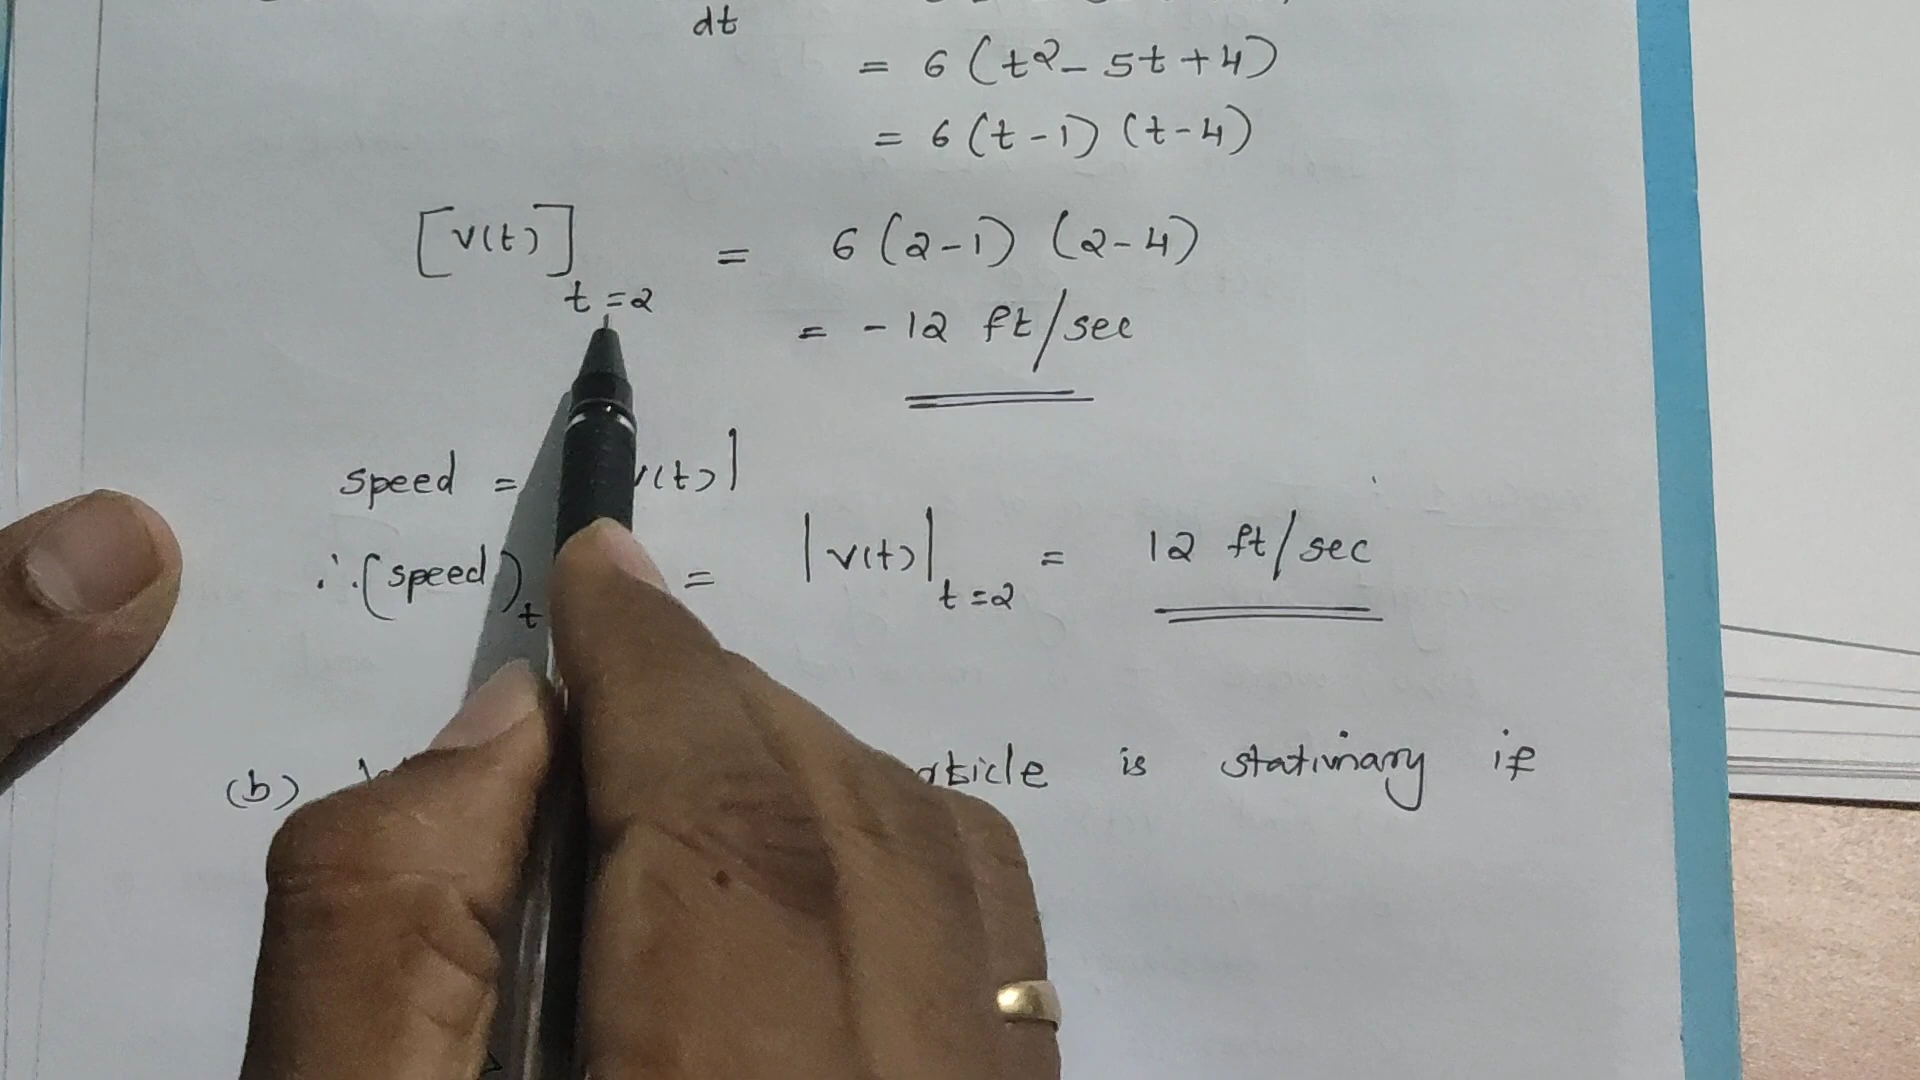 dt
= 6 (t² - 5t + 4)
= 6 (t - 1) (t - 4)
[v(t)] t = 2 = 6 (2 - 1) (2 - 4)
= - 12 ft/sec
speed = v(t)|
∴ (speed) t = |v(t)| t = 2 = 12 ft/sec
(b) is stationary if